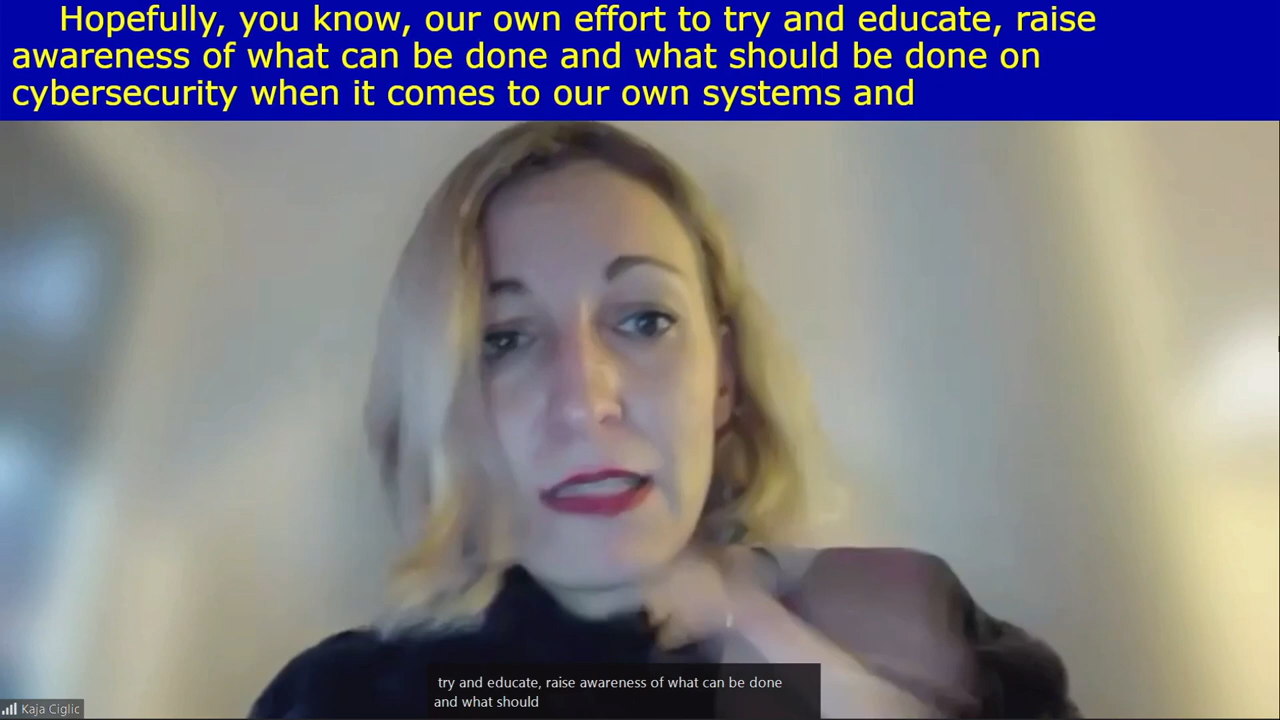 Hopefully, you know, our own effort to try and educate, raise
awareness of what can be done and what should be done on
cybersecurity when it comes to our own systems and
try and educate, raise awareness of what can be done
and what should
Kaja Ciglic